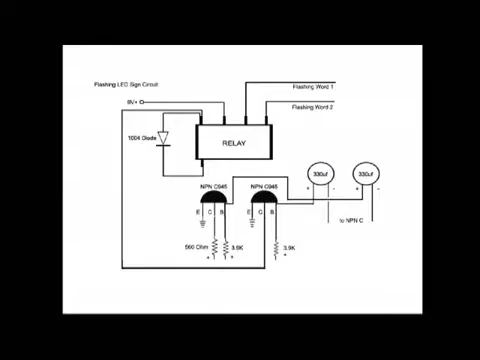 Flashing LED Sign Circuit
9V+
Flashing Word 1
Flashing Word 2
1004 Diode
RELAY
330uf
330uf
NPN C945
NPN C945
+ - + -
E C B
E C B
to NPN C
560 Ohm
3.9K
3.9K
+ + +